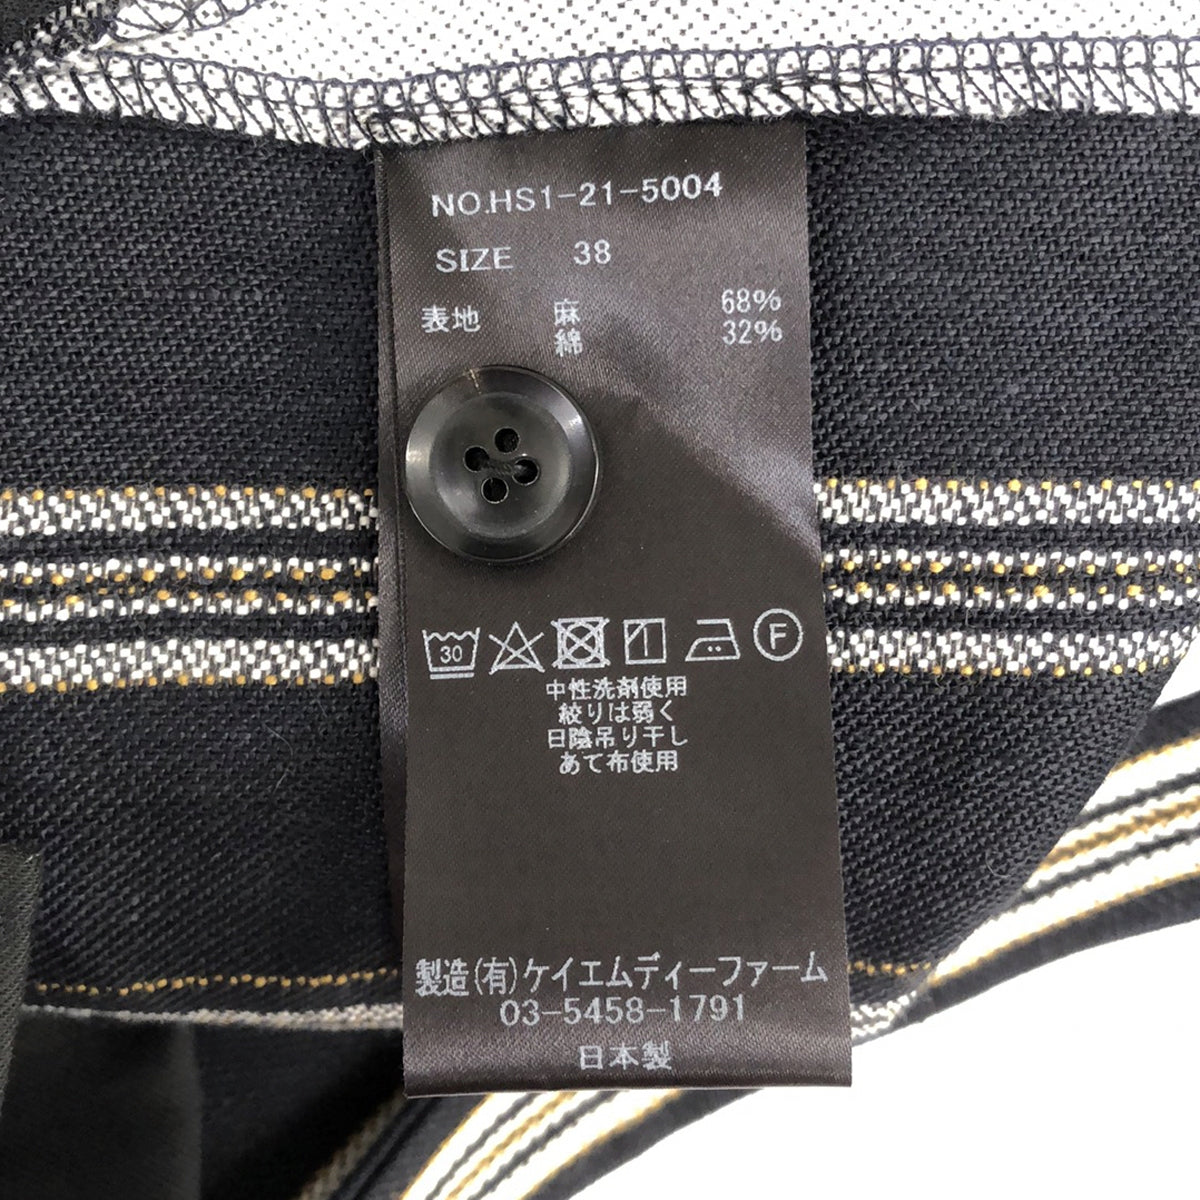 NO.HS1-21-5004
SIZE 38
表地 麻 68%
綿 32%
30 F
中性洗剤使用
絞りは弱く
日陰吊り干し
あて布使用
製造(有)ケイエムディーファーム
03-5458-1791
日本製